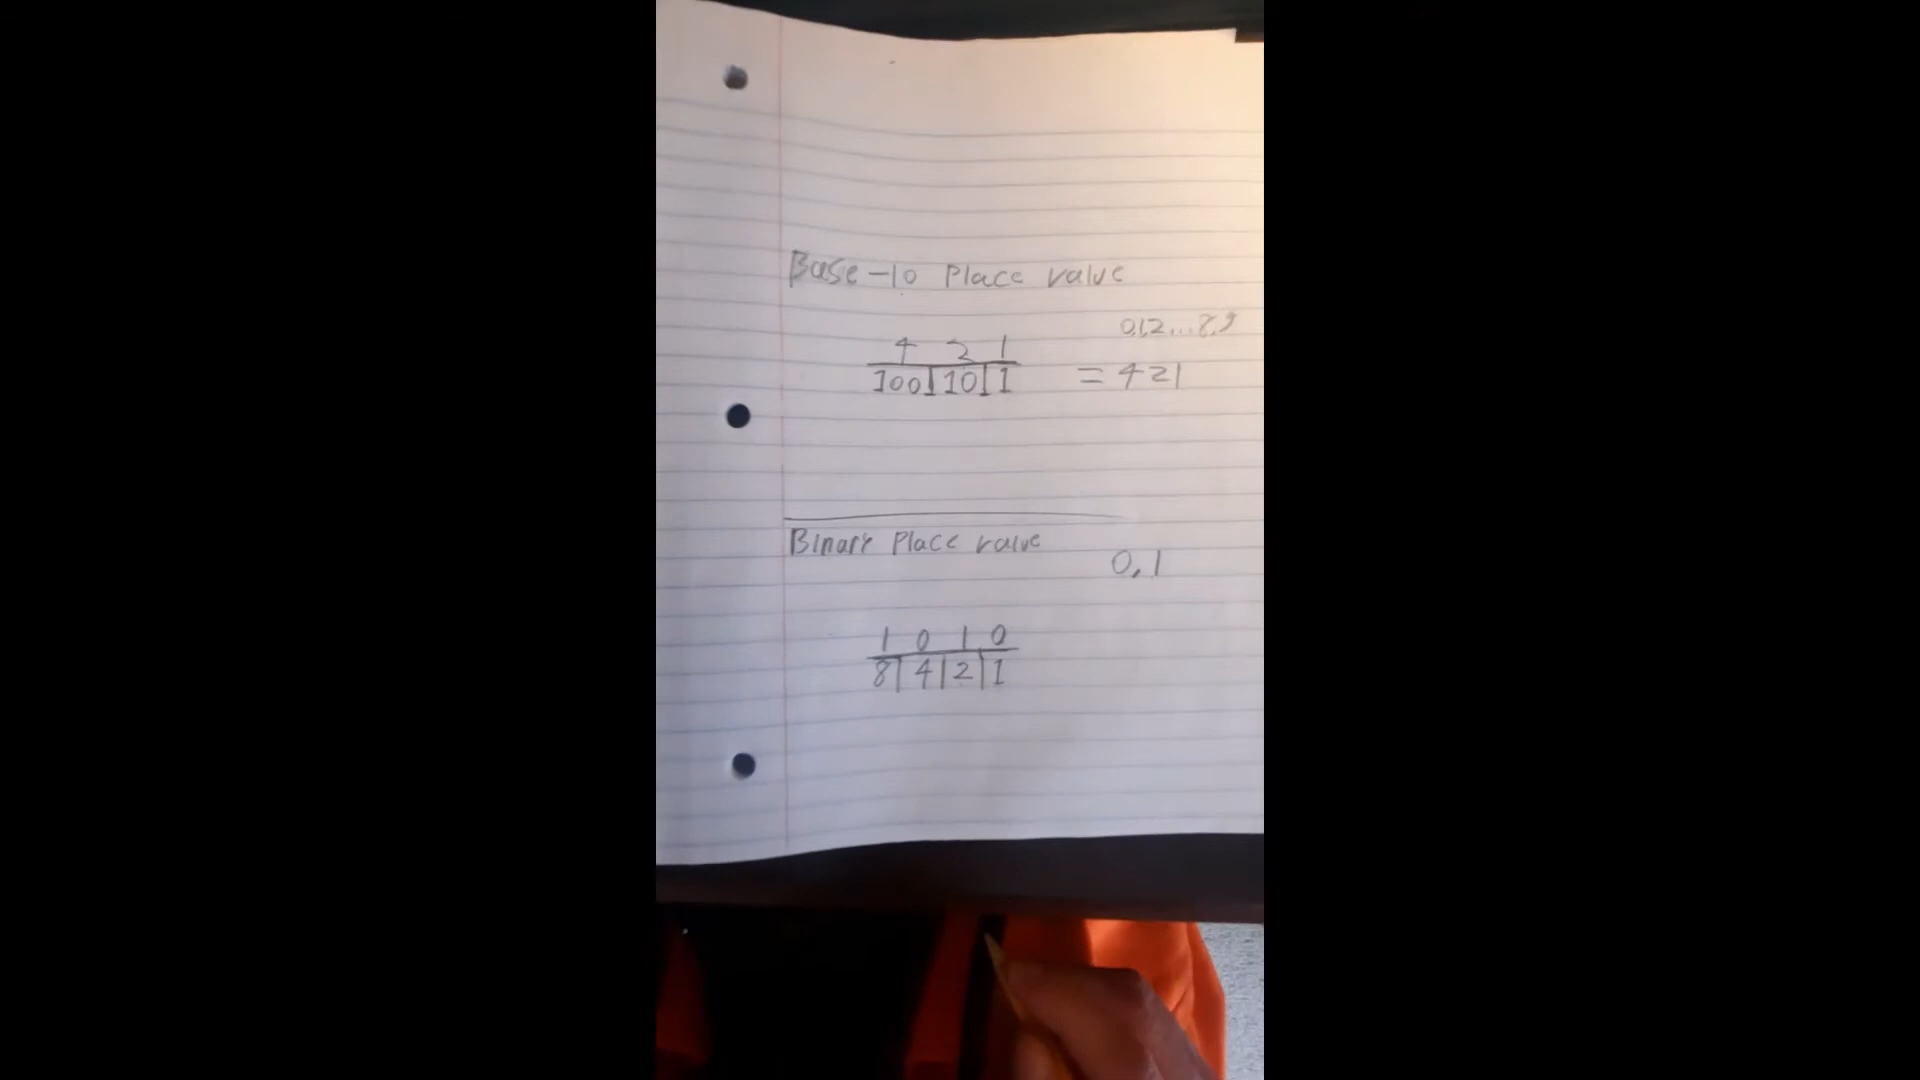 Base-10 Place value
0,1,2...8,9
4 2 1
100|10|1 = 421
Binary Place value
0,1
1 0 1 0
8|4|2|1